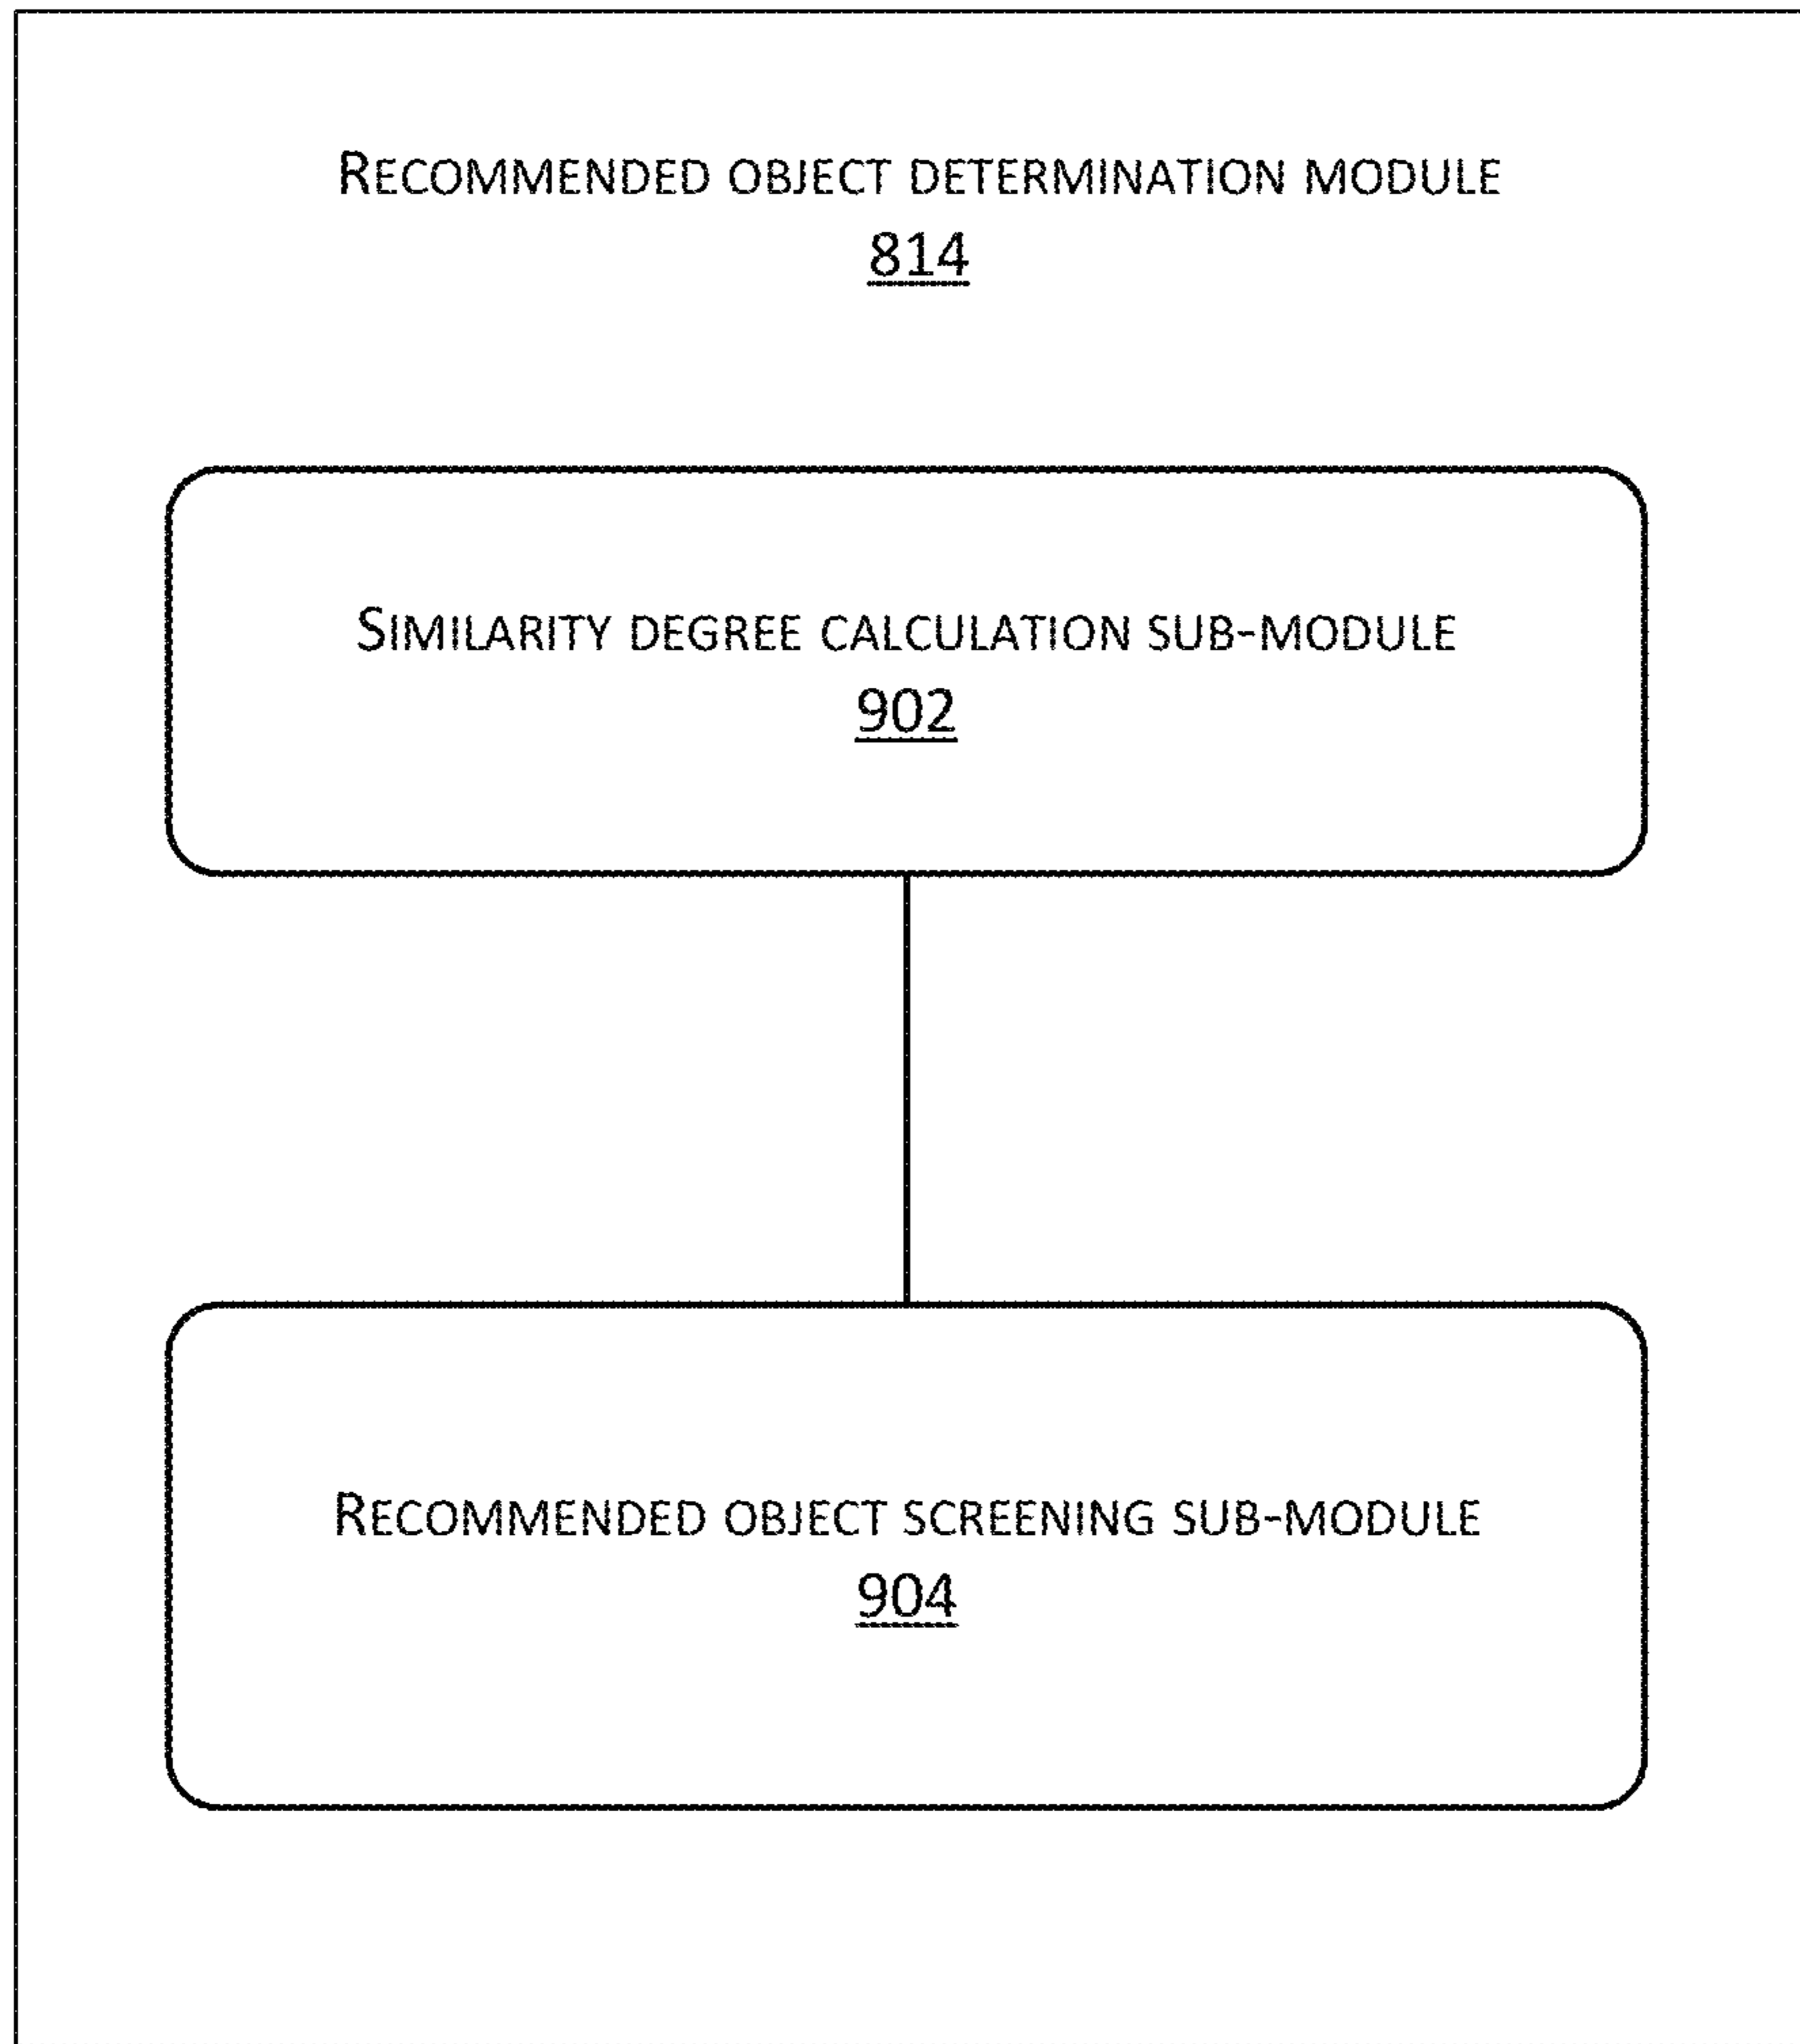 RECOMMENDED OBJECT DETERMINATION MODULE
814
SIMILARITY DEGREE CALCULATION SUB-MODULE
902
RECOMMENDED OBJECT SCREENING SUB-MODULE
904